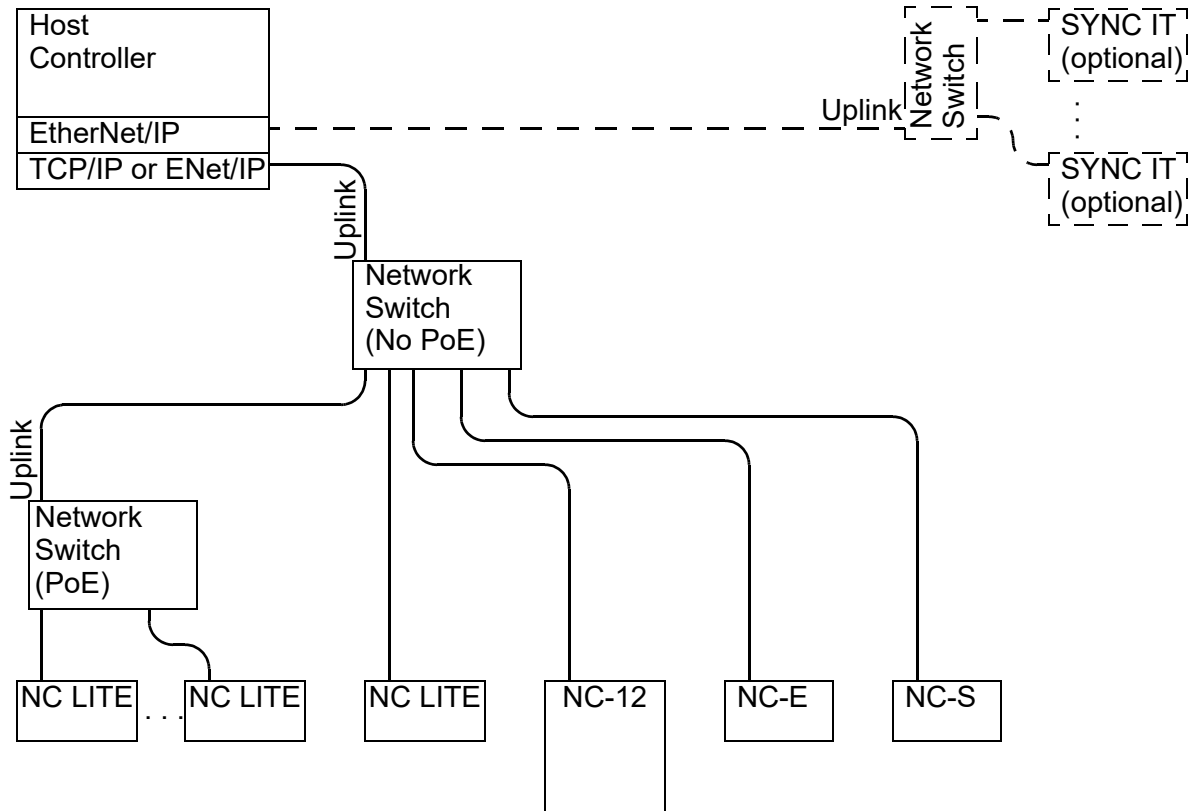 Host
Controller
EtherNet/IP
TCP/IP or ENet/IP
Uplink
Network
Switch
SYNC IT
(optional)
.
.
.
SYNC IT
(optional)
Uplink
Network
Switch
(No PoE)
Uplink
Network
Switch
(PoE)
NC LITE
. . .
NC LITE
NC LITE
NC-12
NC-E
NC-S